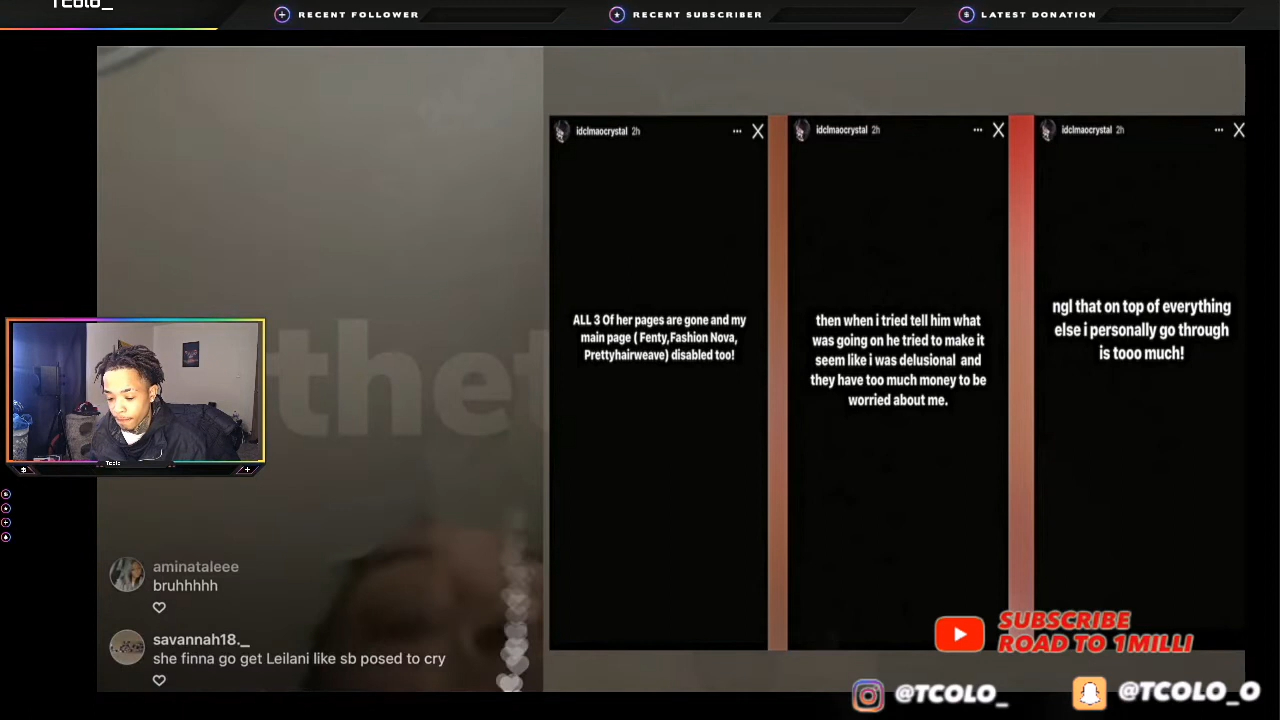 TCOLO_
RECENT FOLLOWER
RECENT SUBSCRIBER
LATEST DONATION
idclmaocrystal 2h
ALL 3 Of her pages are gone and my
main page ( Fenty,Fashion Nova,
Prettyhairweave) disabled too!
idclmaocrystal 2h
then when i tried tell him what
was going on he tried to make it
seem like i was delusional and
they have too much money to be
worried about me.
idclmaocrystal 2h
ngl that on top of everything
else i personally go through
is tooo much!
the
Tcolo
aminataleee
bruhhhhh
savannah18._
she finna go get Leilani like sb posed to cry
SUBSCRIBE
ROAD TO 1MILLI
@TCOLO_
@TCOLO_O